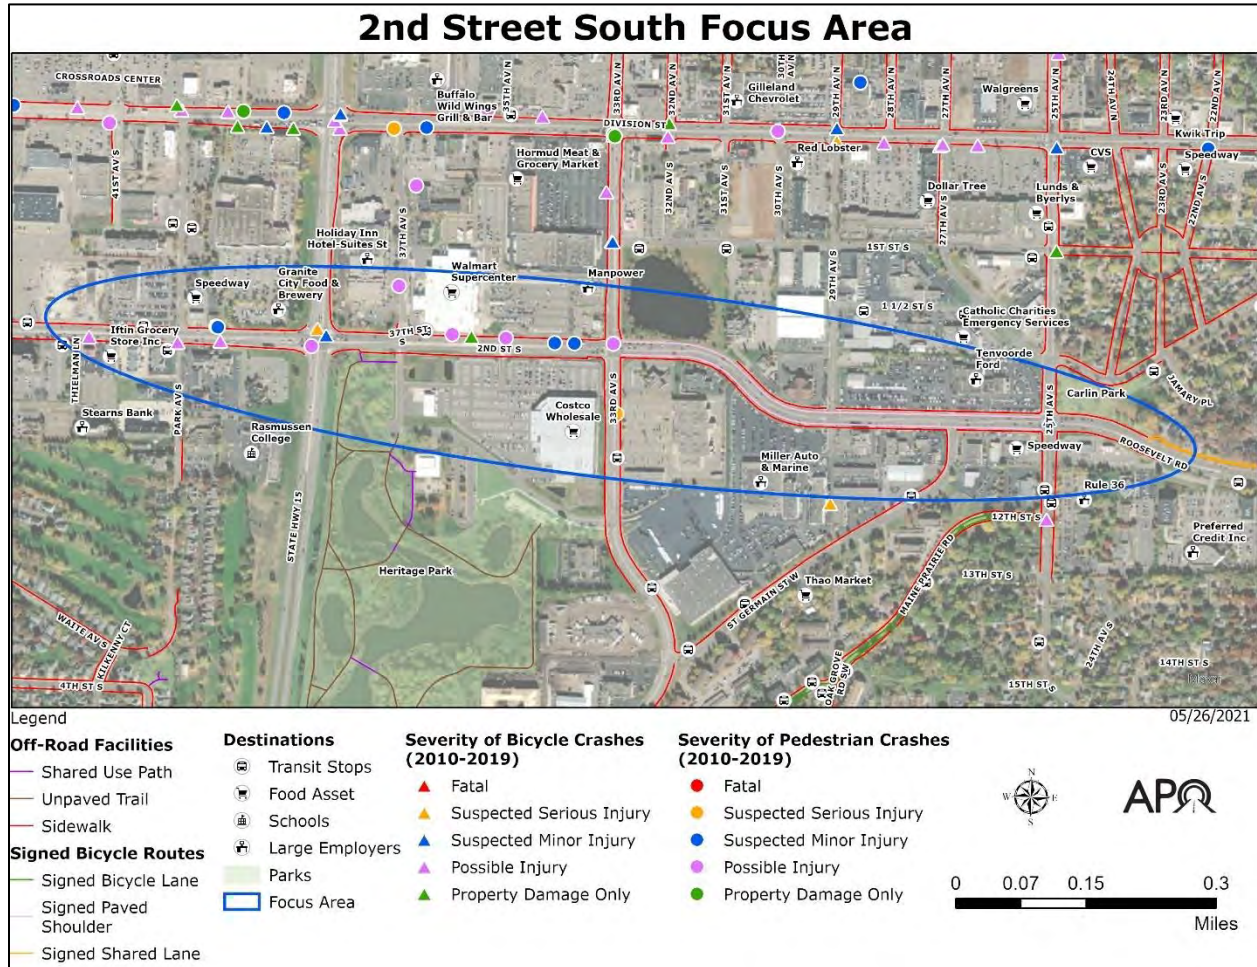 2nd Street South Focus Area
CROSSROADS CENTER
Buffalo
Wild Wings
Grill & Bar
35TH AV N
33RD AV N
32ND AV N
31ST AV N
30TH
AV N
Gilleland
Chevrolet
29TH AV N
28TH AV N
27TH AV N
Walgreens
25TH AV N
24TH AV N
23RD AV N
22ND AV N
Kwik Trip
DIVISION ST
41ST AV S
Hormud Meat &
Grocery Market
32ND AV S
31ST AV S
30TH AV S
Red Lobster
CVS
Speedway
Dollar Tree
27TH AV S
Lunds &
Byerlys
23RD AV S
22ND AV S
37TH AV S
Holiday Inn
Hotel-Suites St
1ST ST S
29TH AV S
Speedway
Granite
City Food &
Brewery
Walmart
Supercenter
Manpower
1 1/2 ST S
Catholic Charities
Emergency Services
Iftin Grocery
Store Inc
37TH ST
S
2ND ST S
THIELMAN LN
PARK AV S
Tenvoorde
Ford
JAMARY PL
Carlin Park
Stearns Bank
Rasmussen
College
Costco
Wholesale
33RD AV S
25TH AV S
Speedway
ROOSEVELT RD
Miller Auto
& Marine
Rule 36
12TH ST S
Preferred
Credit Inc
STATE HWY 15
Heritage Park
Thao Market
ST GERMAIN ST W
MAINE PRAIRIE RD
13TH ST S
WAITE AV S
KILKENNY CT
4TH ST S
OAK GROVE
RD SW
24TH AV S
14TH ST S
15TH ST S
05/26/2021
Legend
Off-Road Facilities
Shared Use Path
Unpaved Trail
Sidewalk
Signed Bicycle Routes
Signed Bicycle Lane
Signed Paved
Shoulder
Signed Shared Lane
Destinations
Transit Stops
Food Asset
Schools
Large Employers
Parks
Focus Area
Severity of Bicycle Crashes
(2010-2019)
Fatal
Suspected Serious Injury
Suspected Minor Injury
Possible Injury
Property Damage Only
Severity of Pedestrian Crashes
(2010-2019)
Fatal
Suspected Serious Injury
Suspected Minor Injury
Possible Injury
Property Damage Only
N
W E
S
APO
0 0.07 0.15 0.3
Miles